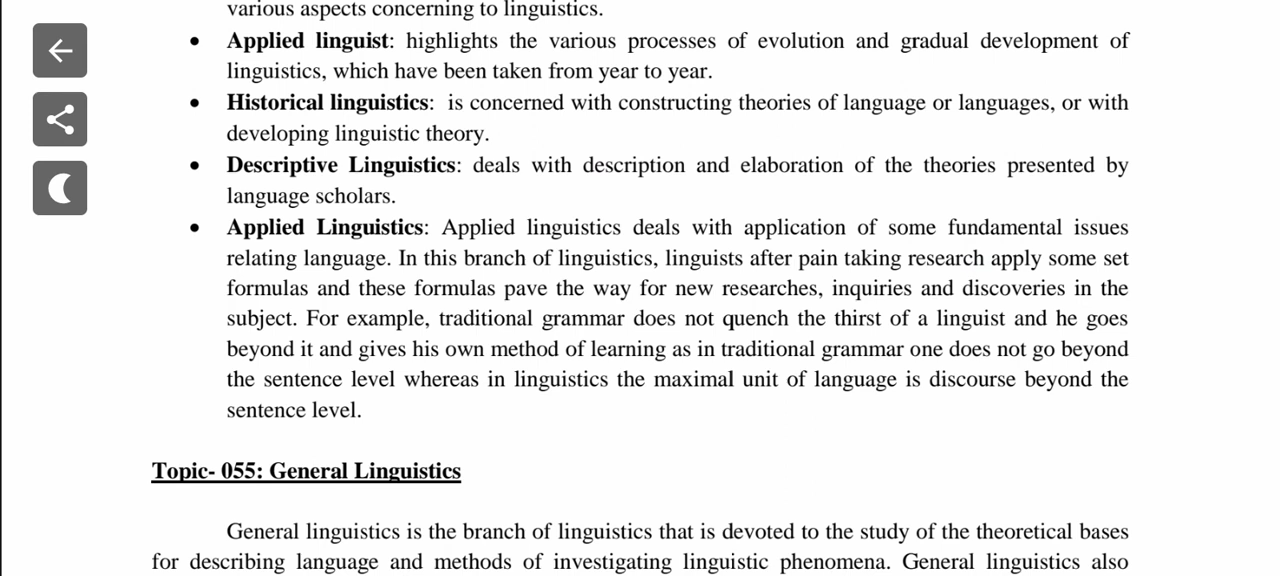 various aspects concerning to linguistics.
• Applied linguist: highlights the various processes of evolution and gradual development of
linguistics, which have been taken from year to year.
• Historical linguistics: is concerned with constructing theories of language or languages, or with
developing linguistic theory.
• Descriptive Linguistics: deals with description and elaboration of the theories presented by
language scholars.
• Applied Linguistics: Applied linguistics deals with application of some fundamental issues
relating language. In this branch of linguistics, linguists after pain taking research apply some set
formulas and these formulas pave the way for new researches, inquiries and discoveries in the
subject. For example, traditional grammar does not quench the thirst of a linguist and he goes
beyond it and gives his own method of learning as in traditional grammar one does not go beyond
the sentence level whereas in linguistics the maximal unit of language is discourse beyond the
sentence level.
Topic- 055: General Linguistics
General linguistics is the branch of linguistics that is devoted to the study of the theoretical bases
for describing language and methods of investigating linguistic phenomena. General linguistics also